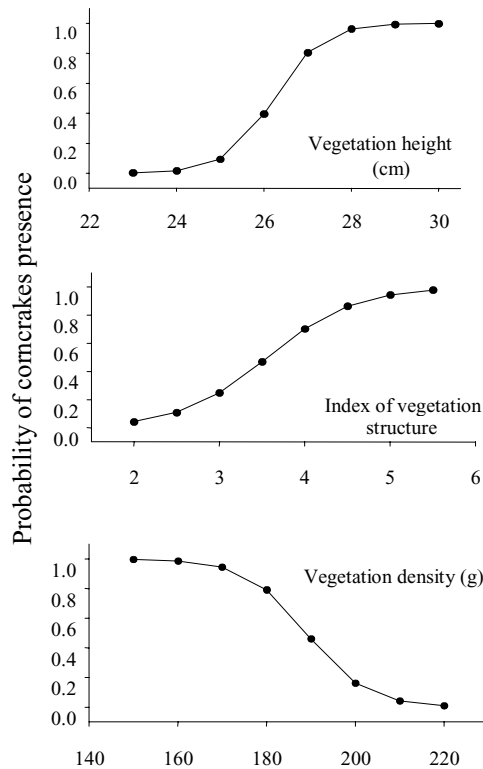 Probability of corncrakes presence
1.0
0.8
0.6
0.4
0.2
0.0
Vegetation height
(cm)
22 24 26 28 30
1.0
0.8
0.6
0.4
0.2
0.0
Index of vegetation
structure
2 3 4 5 6
1.0
0.8
0.6
0.4
0.2
0.0
Vegetation density (g)
140 160 180 200 220